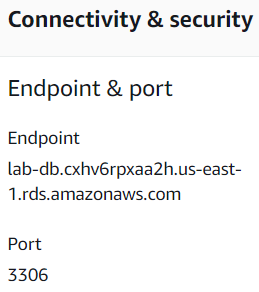 Connectivity & security
Endpoint & port
Endpoint
lab-db.cxhv6rpxaa2h.us-east-
1.rds.amazonaws.com
Port
3306